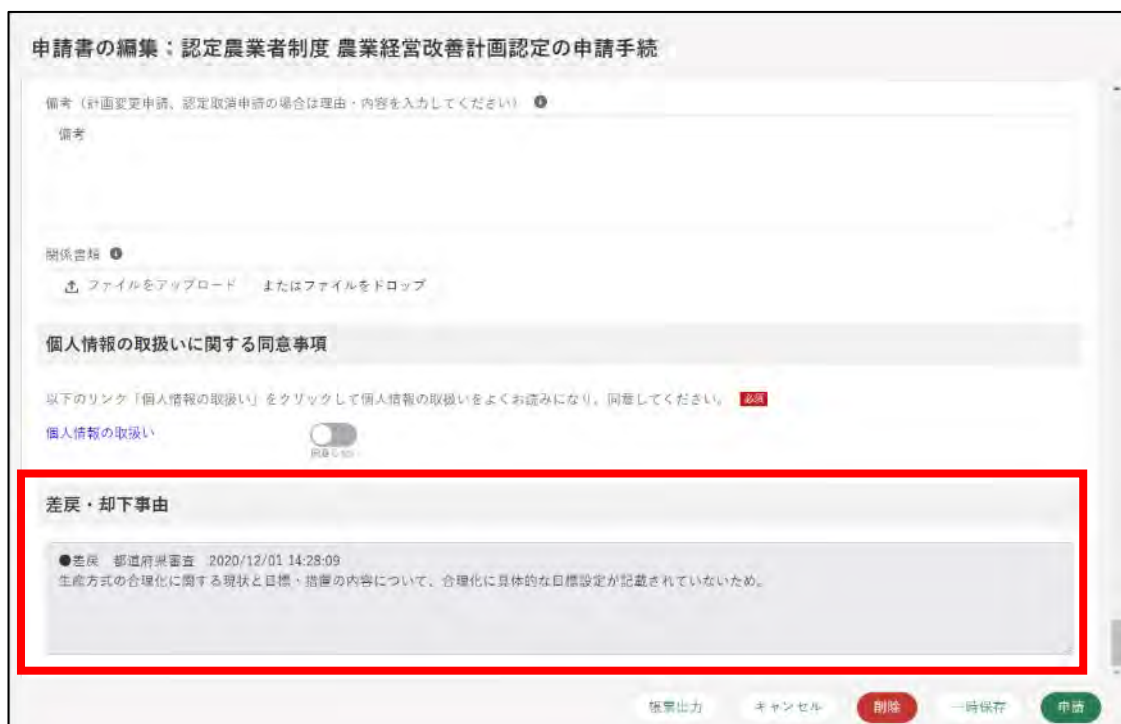 申請書の編集：認定農業者制度 農業経営改善計画認定の申請手続
備考（計画変更申請、認定取消申請の場合は理由・内容を入力してください）
備考
関係書類
ファイルをアップロード またはファイルをドロップ
個人情報の取扱いに関する同意事項
以下のリンク「個人情報の取扱い」をクリックして個人情報の取扱いをよくお読みになり、同意してください。 必須
個人情報の取扱い
同意しない
差戻・却下事由
●差戻 都道府県審査 2020/12/01 14:28:09
生産方式の合理化に関する現状と目標・措置の内容について、合理化に具体的な目標設定が記載されていないため。
帳票出力 キャンセル 削除 一時保存 申請